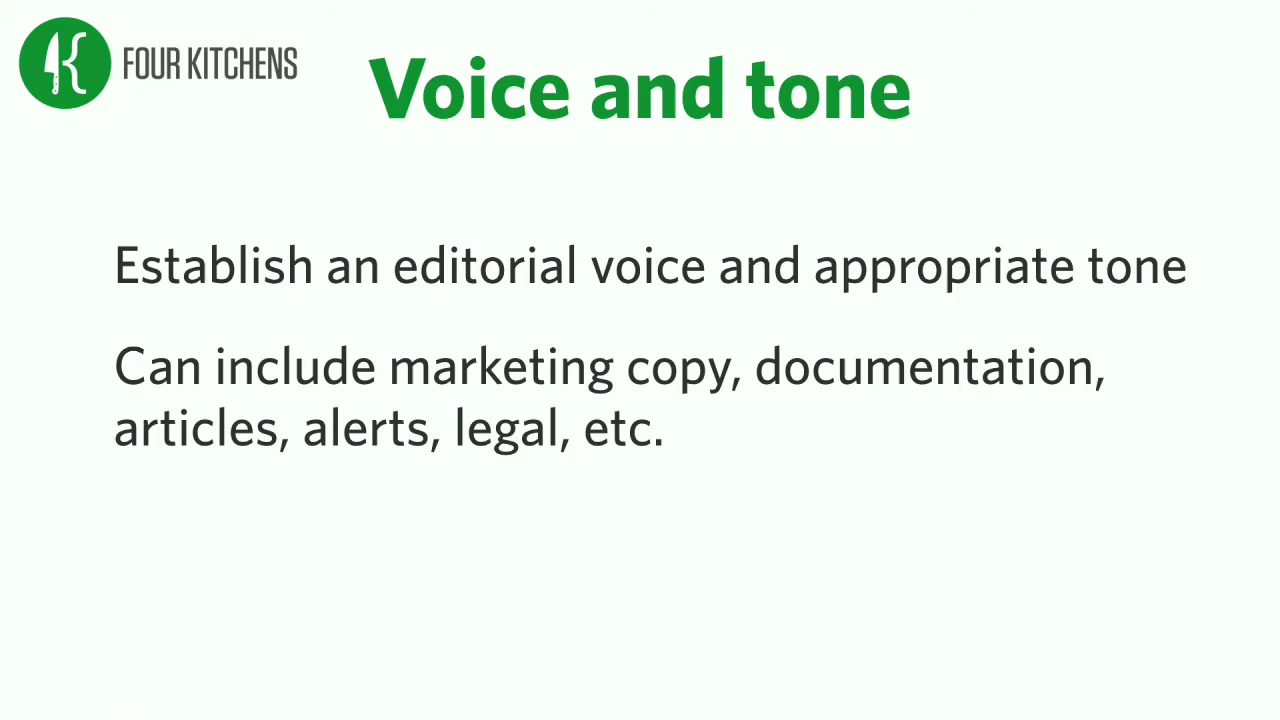 FOUR KITCHENS
Voice and tone
Establish an editorial voice and appropriate tone
Can include marketing copy, documentation,
articles, alerts, legal, etc.